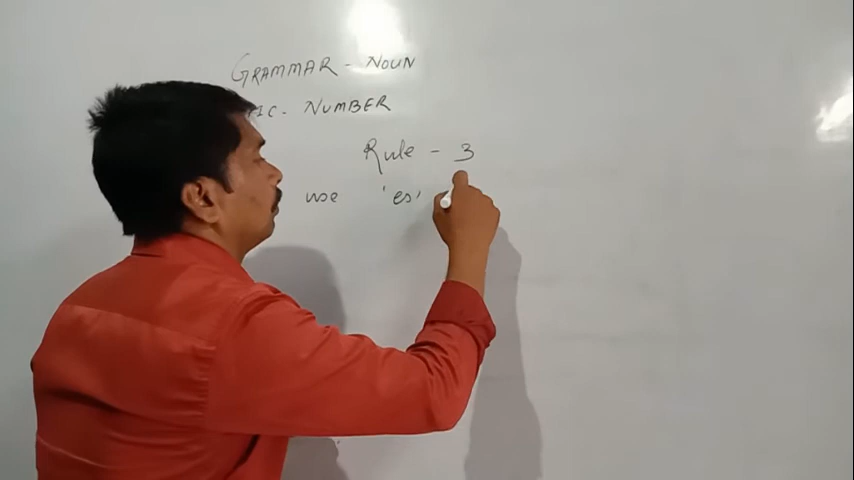 GRAMMAR - NOUN
IC - NUMBER
Rule - 3
use 'es'